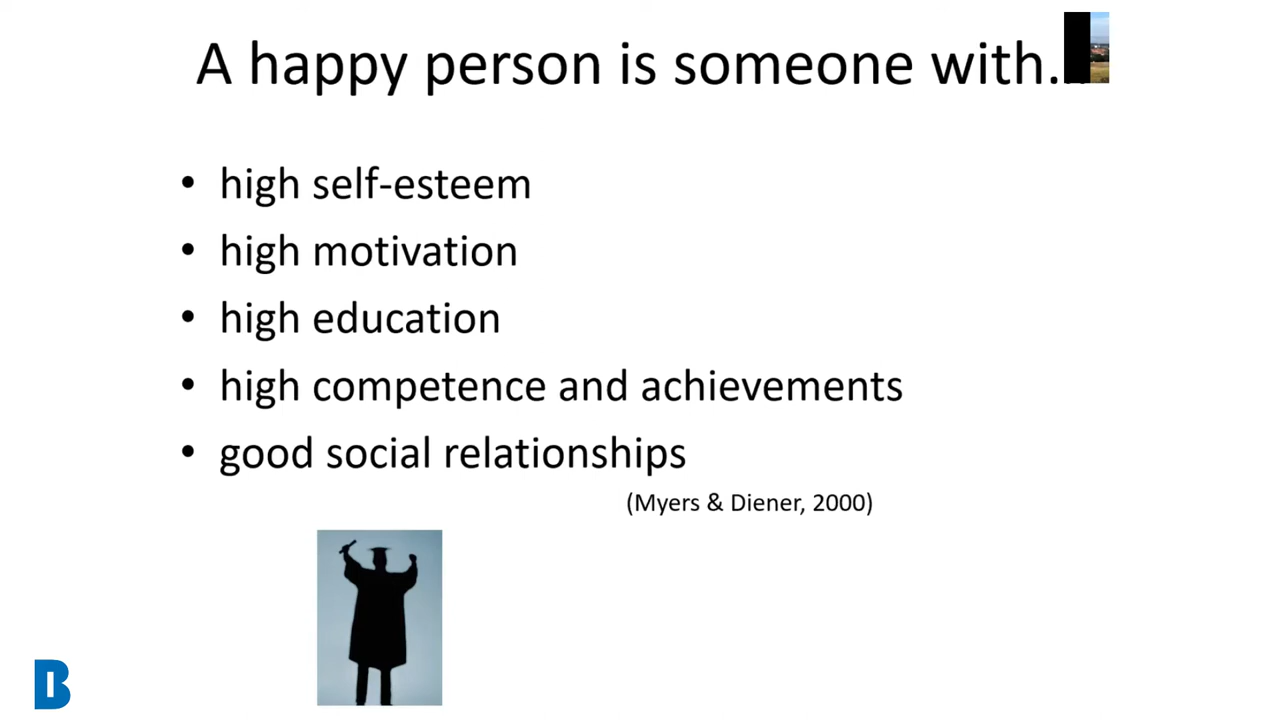 A happy person is someone with..
• high self-esteem
• high motivation
• high education
• high competence and achievements
• good social relationships
(Myers & Diener, 2000)
B